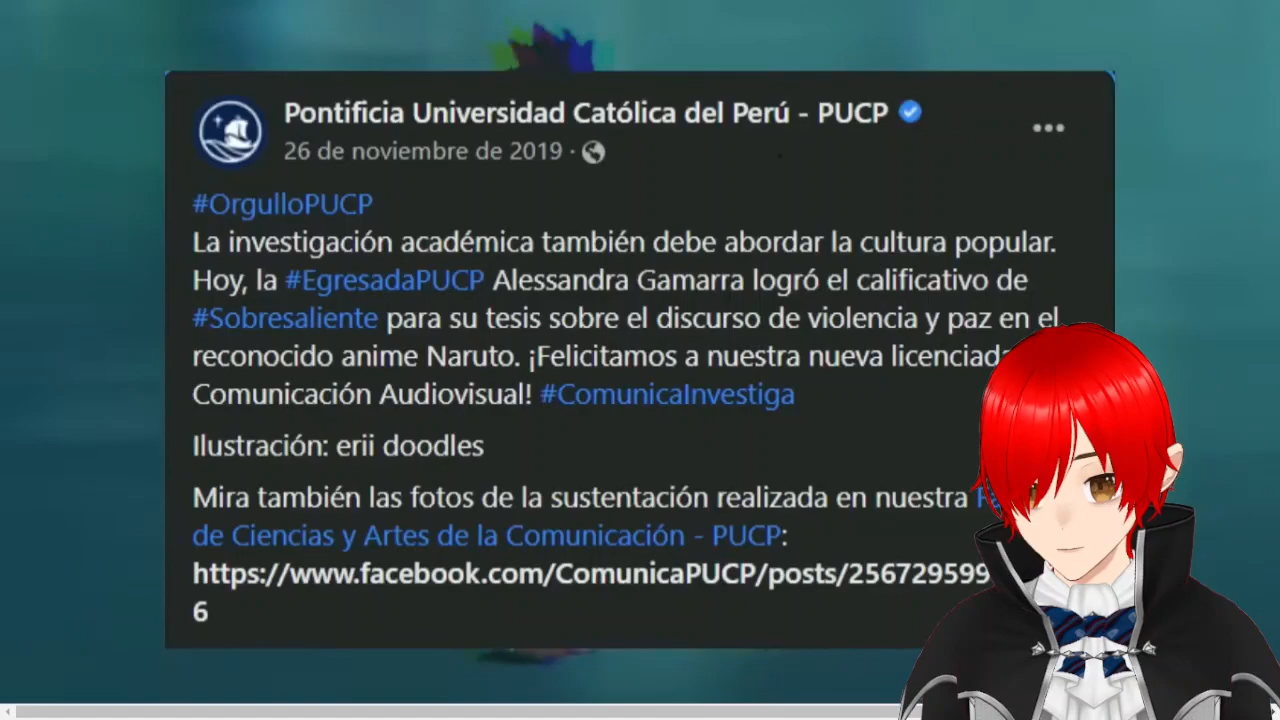 Pontificia Universidad Católica del Perú - PUCP
26 de noviembre de 2019 ·
#OrgulloPUCP
La investigación académica también debe abordar la cultura popular.
Hoy, la #EgresadaPUCP Alessandra Gamarra logró el calificativo de
#Sobresaliente para su tesis sobre el discurso de violencia y paz en el
reconocido anime Naruto. ¡Felicitamos a nuestra nueva licenciada
Comunicación Audiovisual! #ComunicaInvestiga
Ilustración: erii doodles
Mira también las fotos de la sustentación realizada en nuestra
de Ciencias y Artes de la Comunicación - PUCP:
https://www.facebook.com/ComunicaPUCP/posts/256729599
6